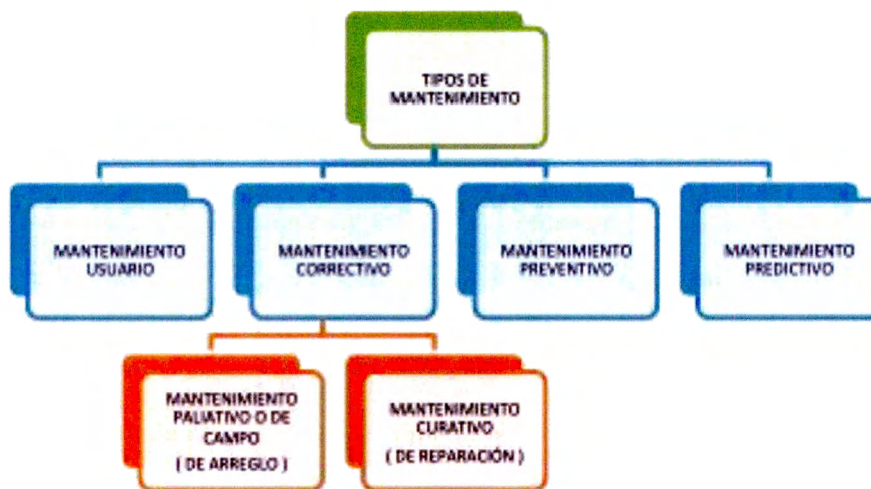 TIPOS DE
MANTENIMIENTO
MANTENIMIENTO
USUARIO
MANTENIMIENTO
CORRECTIVO
MANTENIMIENTO
PREVENTIVO
MANTENIMIENTO
PREDICTIVO
MANTENIMIENTO
PALIATIVO O DE
CAMPO
( DE ARREGLO )
MANTENIMIENTO
CURATIVO
( DE REPARACIÓN )